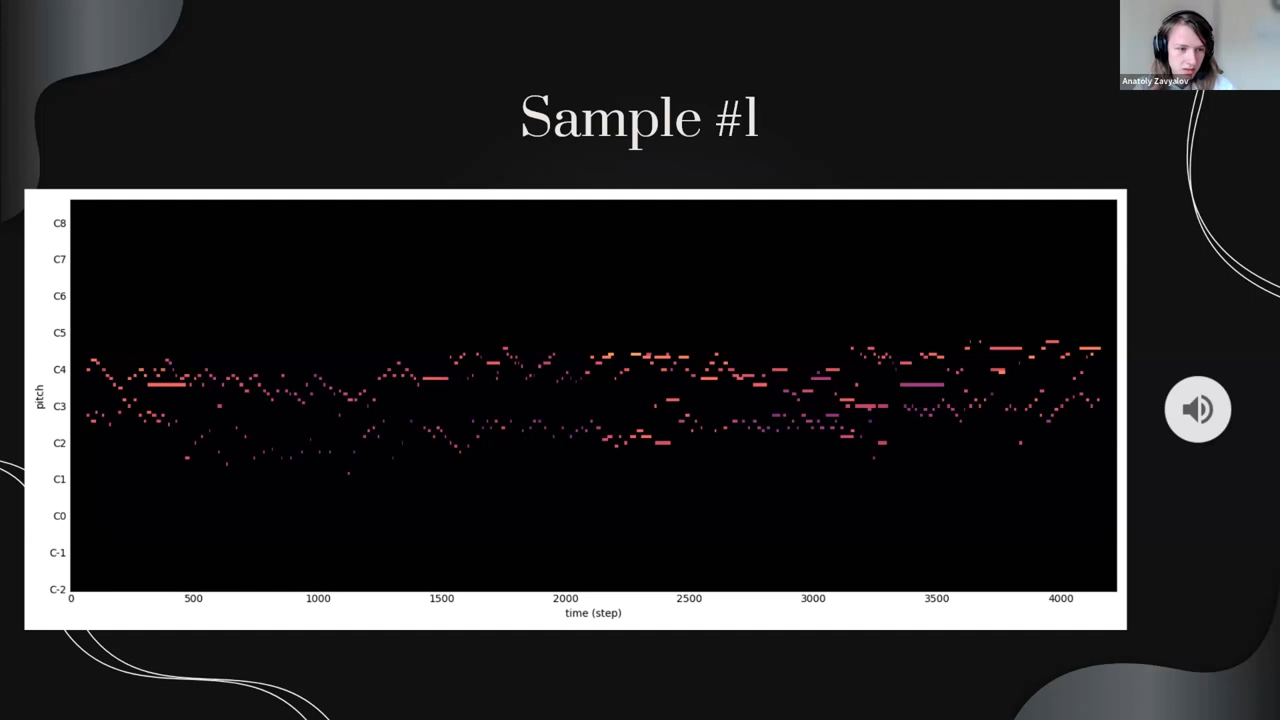 Anatoly Zavyalov
Sample #1
C8
C7
C6
C5
C4
C3
C2
C1
C0
C-1
C-2
pitch
0 500 1000 1500 2000 2500 3000 3500 4000
time (step)